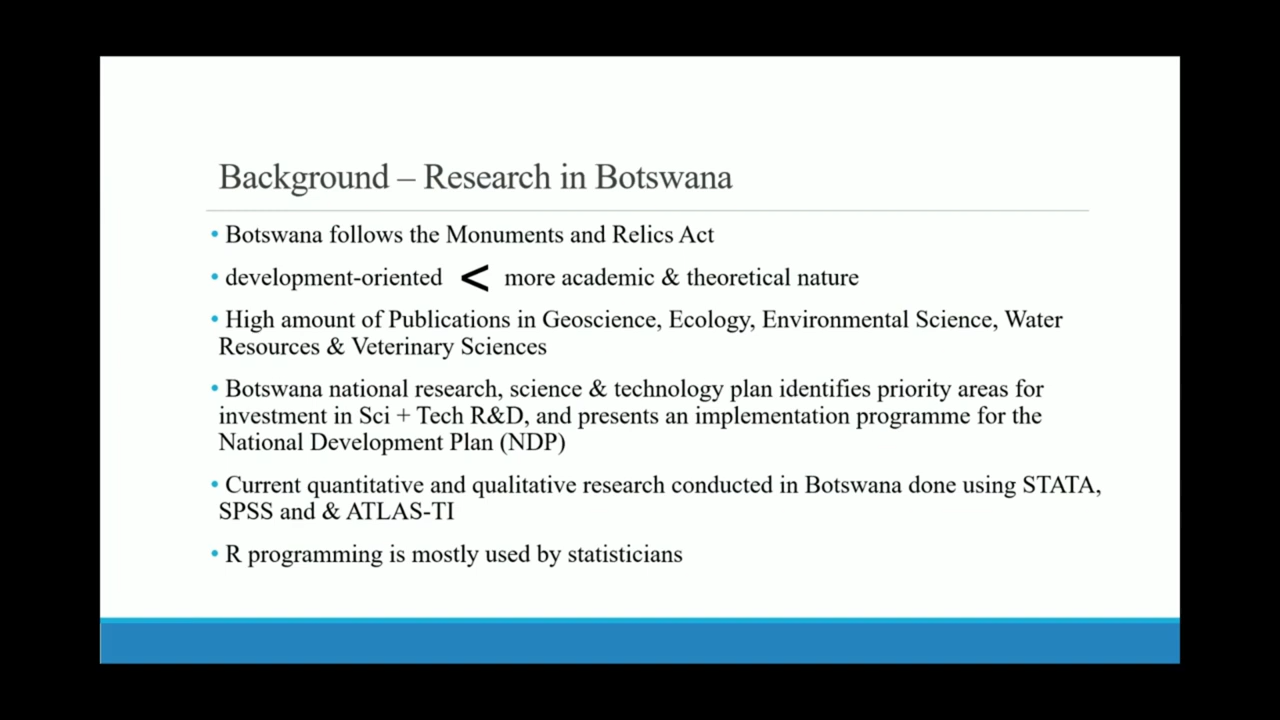 Background – Research in Botswana
• Botswana follows the Monuments and Relics Act
• development-oriented < more academic & theoretical nature
• High amount of Publications in Geoscience, Ecology, Environmental Science, Water
Resources & Veterinary Sciences
• Botswana national research, science & technology plan identifies priority areas for
investment in Sci + Tech R&D, and presents an implementation programme for the
National Development Plan (NDP)
• Current quantitative and qualitative research conducted in Botswana done using STATA,
SPSS and & ATLAS-TI
• R programming is mostly used by statisticians